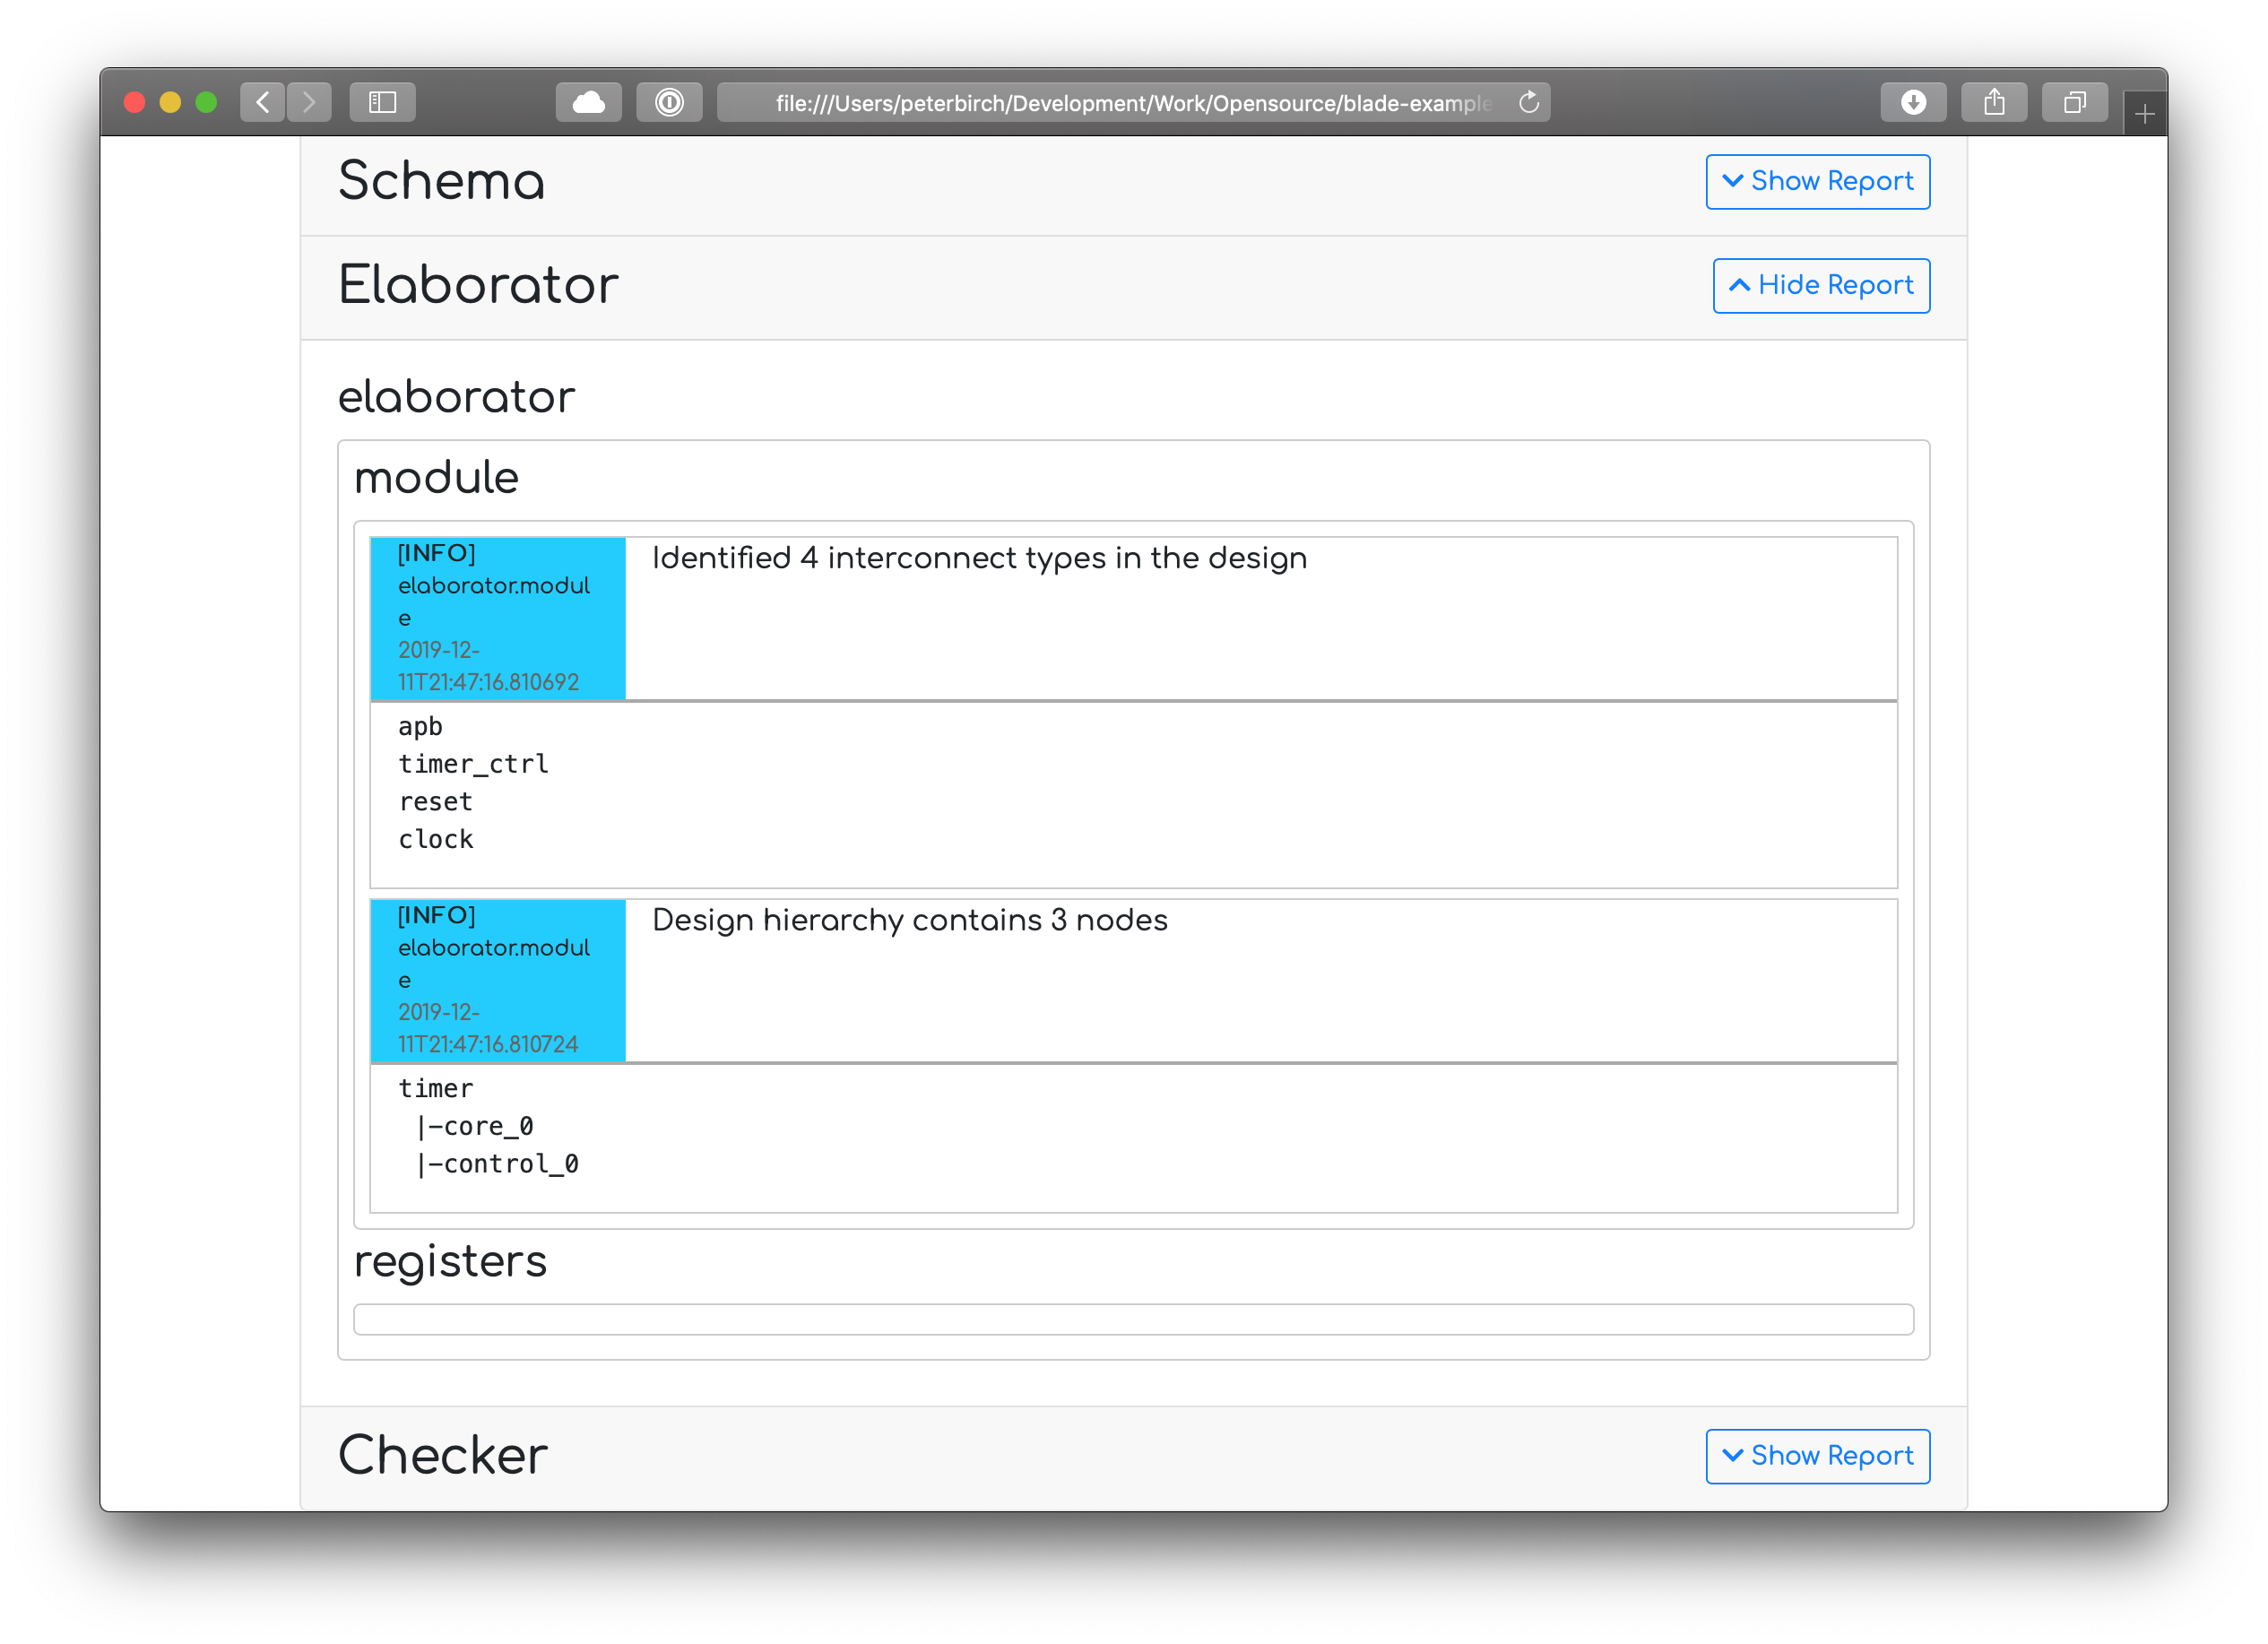 file:///Users/peterbirch/Development/Work/Opensource/blade-example
Schema
Show Report
Elaborator
Hide Report
elaborator
module
[INFO]
elaborator.modul
e
2019-12-
11T21:47:16.810692
Identified 4 interconnect types in the design
apb
timer_ctrl
reset
clock
[INFO]
elaborator.modul
e
2019-12-
11T21:47:16.810724
Design hierarchy contains 3 nodes
timer
|-core_0
|-control_0
registers
Checker
Show Report